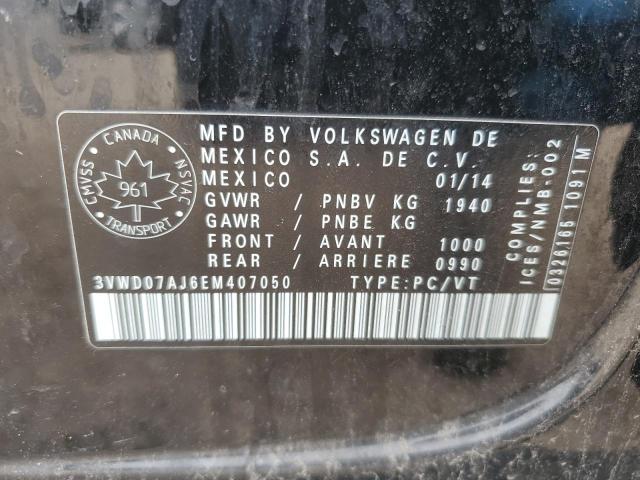 CANADA
CMVSS
NSVAC
961
TRANSPORT
MFD BY VOLKSWAGEN DE
MEXICO S.A. DE C.V.
MEXICO 01/14
GVWR / PNBV KG 1940
GAWR / PNBE KG
FRONT / AVANT 1000
REAR / ARRIERE 0990
3VWD07AJ6EM407050 TYPE:PC/VT
COMPLIES:
ICES/NMB-002
0326165 1091 M